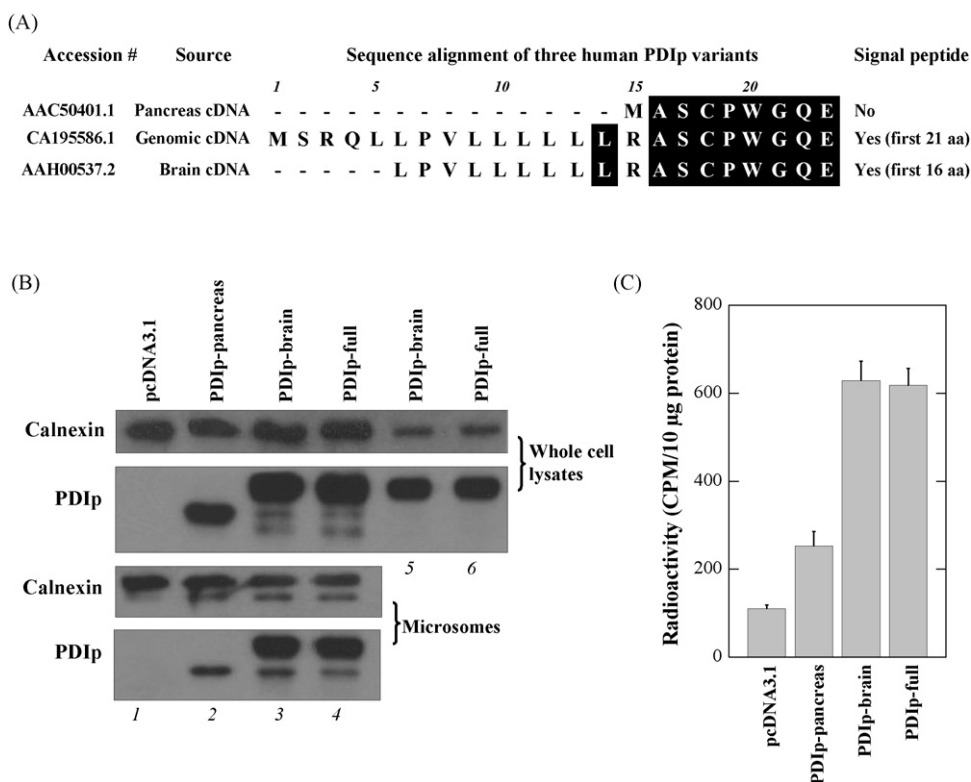 (A)
Accession # Source Sequence alignment of three human PDIp variants Signal peptide
1 5 10 15 20
AAC50401.1 Pancreas cDNA - - - - - - - - - - - - - - M A S C P W G Q E No
CA195586.1 Genomic cDNA M S R Q L L P V L L L L L L R A S C P W G Q E Yes (first 21 aa)
AAH00537.2 Brain cDNA - - - - - L P V L L L L L L R A S C P W G Q E Yes (first 16 aa)
(B)
pcDNA3.1
PDIp-pancreas
PDIp-brain
PDIp-full
PDIp-brain
PDIp-full
Calnexin
PDIp
Whole cell
lysates
5 6
Calnexin
PDIp
Microsomes
1 2 3 4
(C)
Radioactivity (CPM/10 µg protein)
800
600
400
200
0
pcDNA3.1
PDIp-pancreas
PDIp-brain
PDIp-full